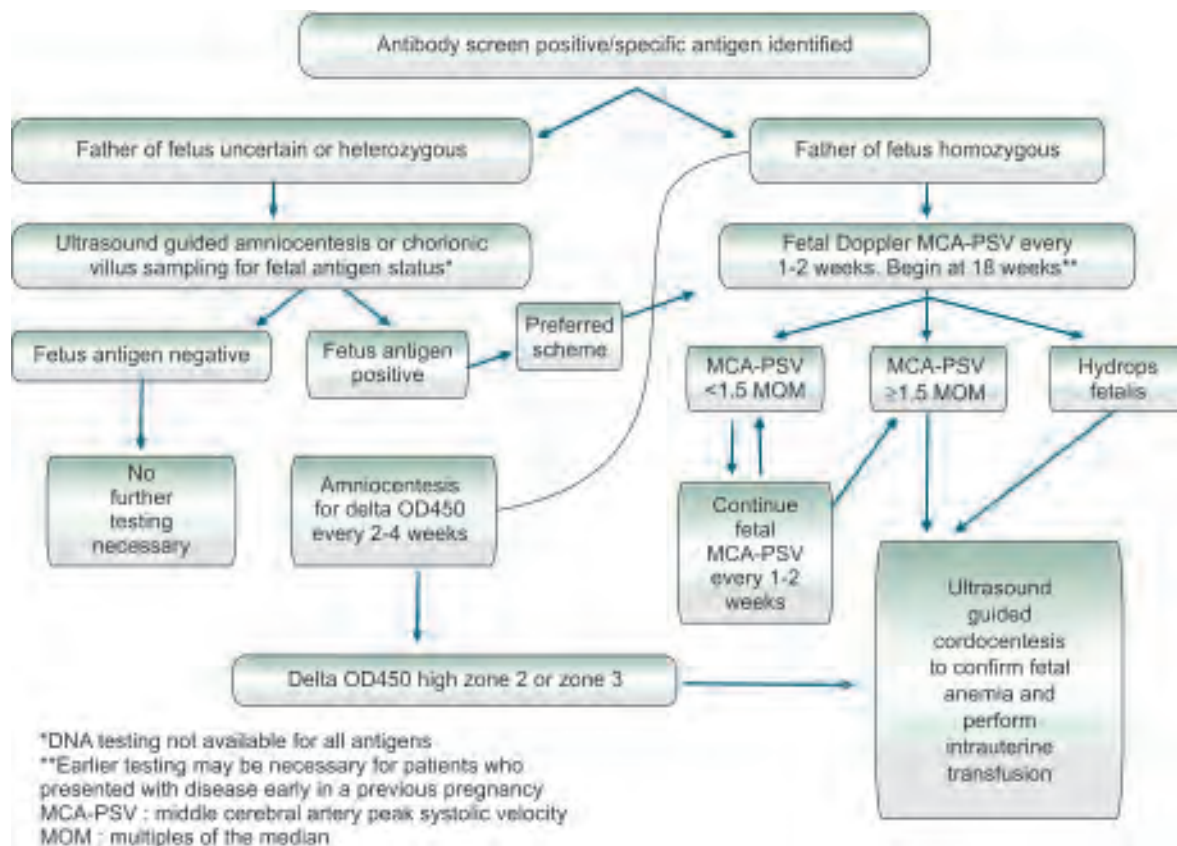 Antibody screen positive/specific antigen identified
Father of fetus uncertain or heterozygous
Father of fetus homozygous
Ultrasound guided amniocentesis or chorionic
villus sampling for fetal antigen status*
Fetal Doppler MCA-PSV every
1-2 weeks. Begin at 18 weeks**
Fetus antigen negative
Fetus antigen
positive
Preferred
scheme
MCA-PSV
<1.5 MOM
MCA-PSV
≥1.5 MOM
Hydrops
fetalis
No
further
testing
necessary
Amniocentesis
for delta OD450
every 2-4 weeks
Continue
fetal
MCA-PSV
every 1-2
weeks
Ultrasound
guided
cordocentesis
to confirm fetal
anemia and
perform
intrauterine
transfusion
Delta OD450 high zone 2 or zone 3
*DNA testing not available for all antigens
**Earlier testing may be necessary for patients who
presented with disease early in a previous pregnancy
MCA-PSV : middle cerebral artery peak systolic velocity
MOM : multiples of the median